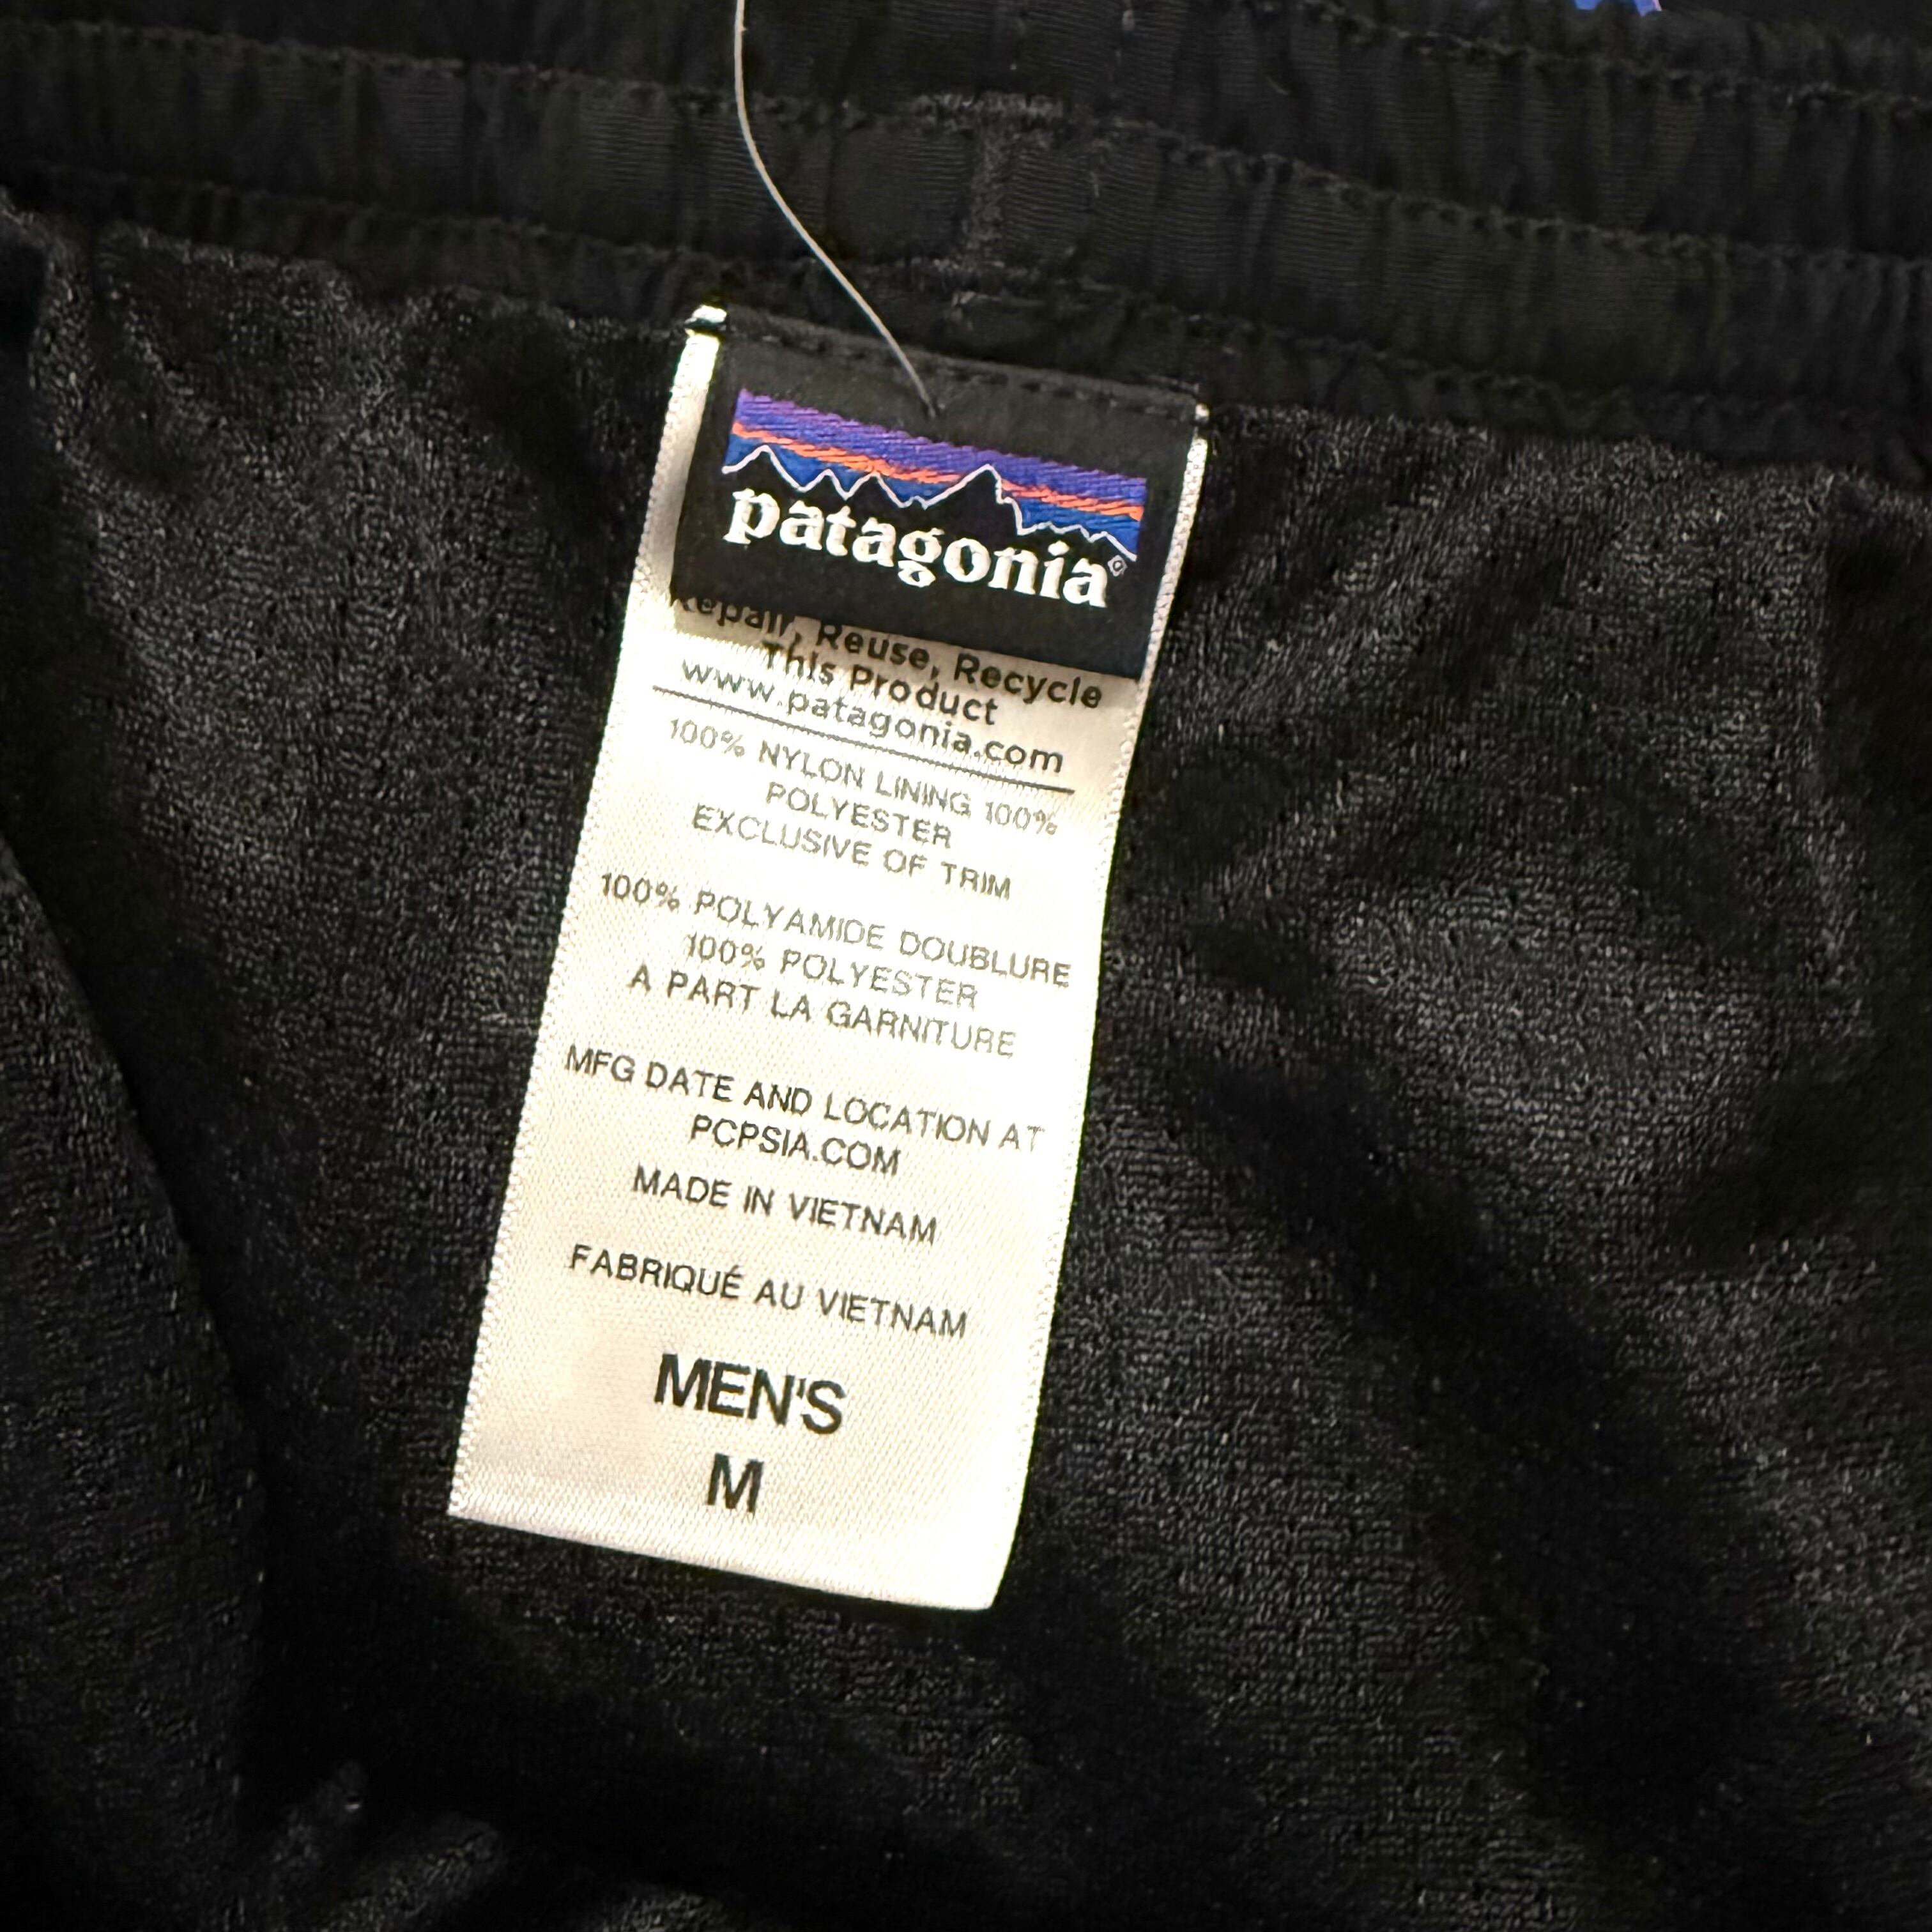 patagonia®
Repair, Reuse, Recycle
This Product
www.patagonia.com
100% NYLON LINING 100%
POLYESTER
EXCLUSIVE OF TRIM
100% POLYAMIDE DOUBLURE
100% POLYESTER
A PART LA GARNITURE
MFG DATE AND LOCATION AT
PCPSIA.COM
MADE IN VIETNAM
FABRIQUÉ AU VIETNAM
MEN'S
M